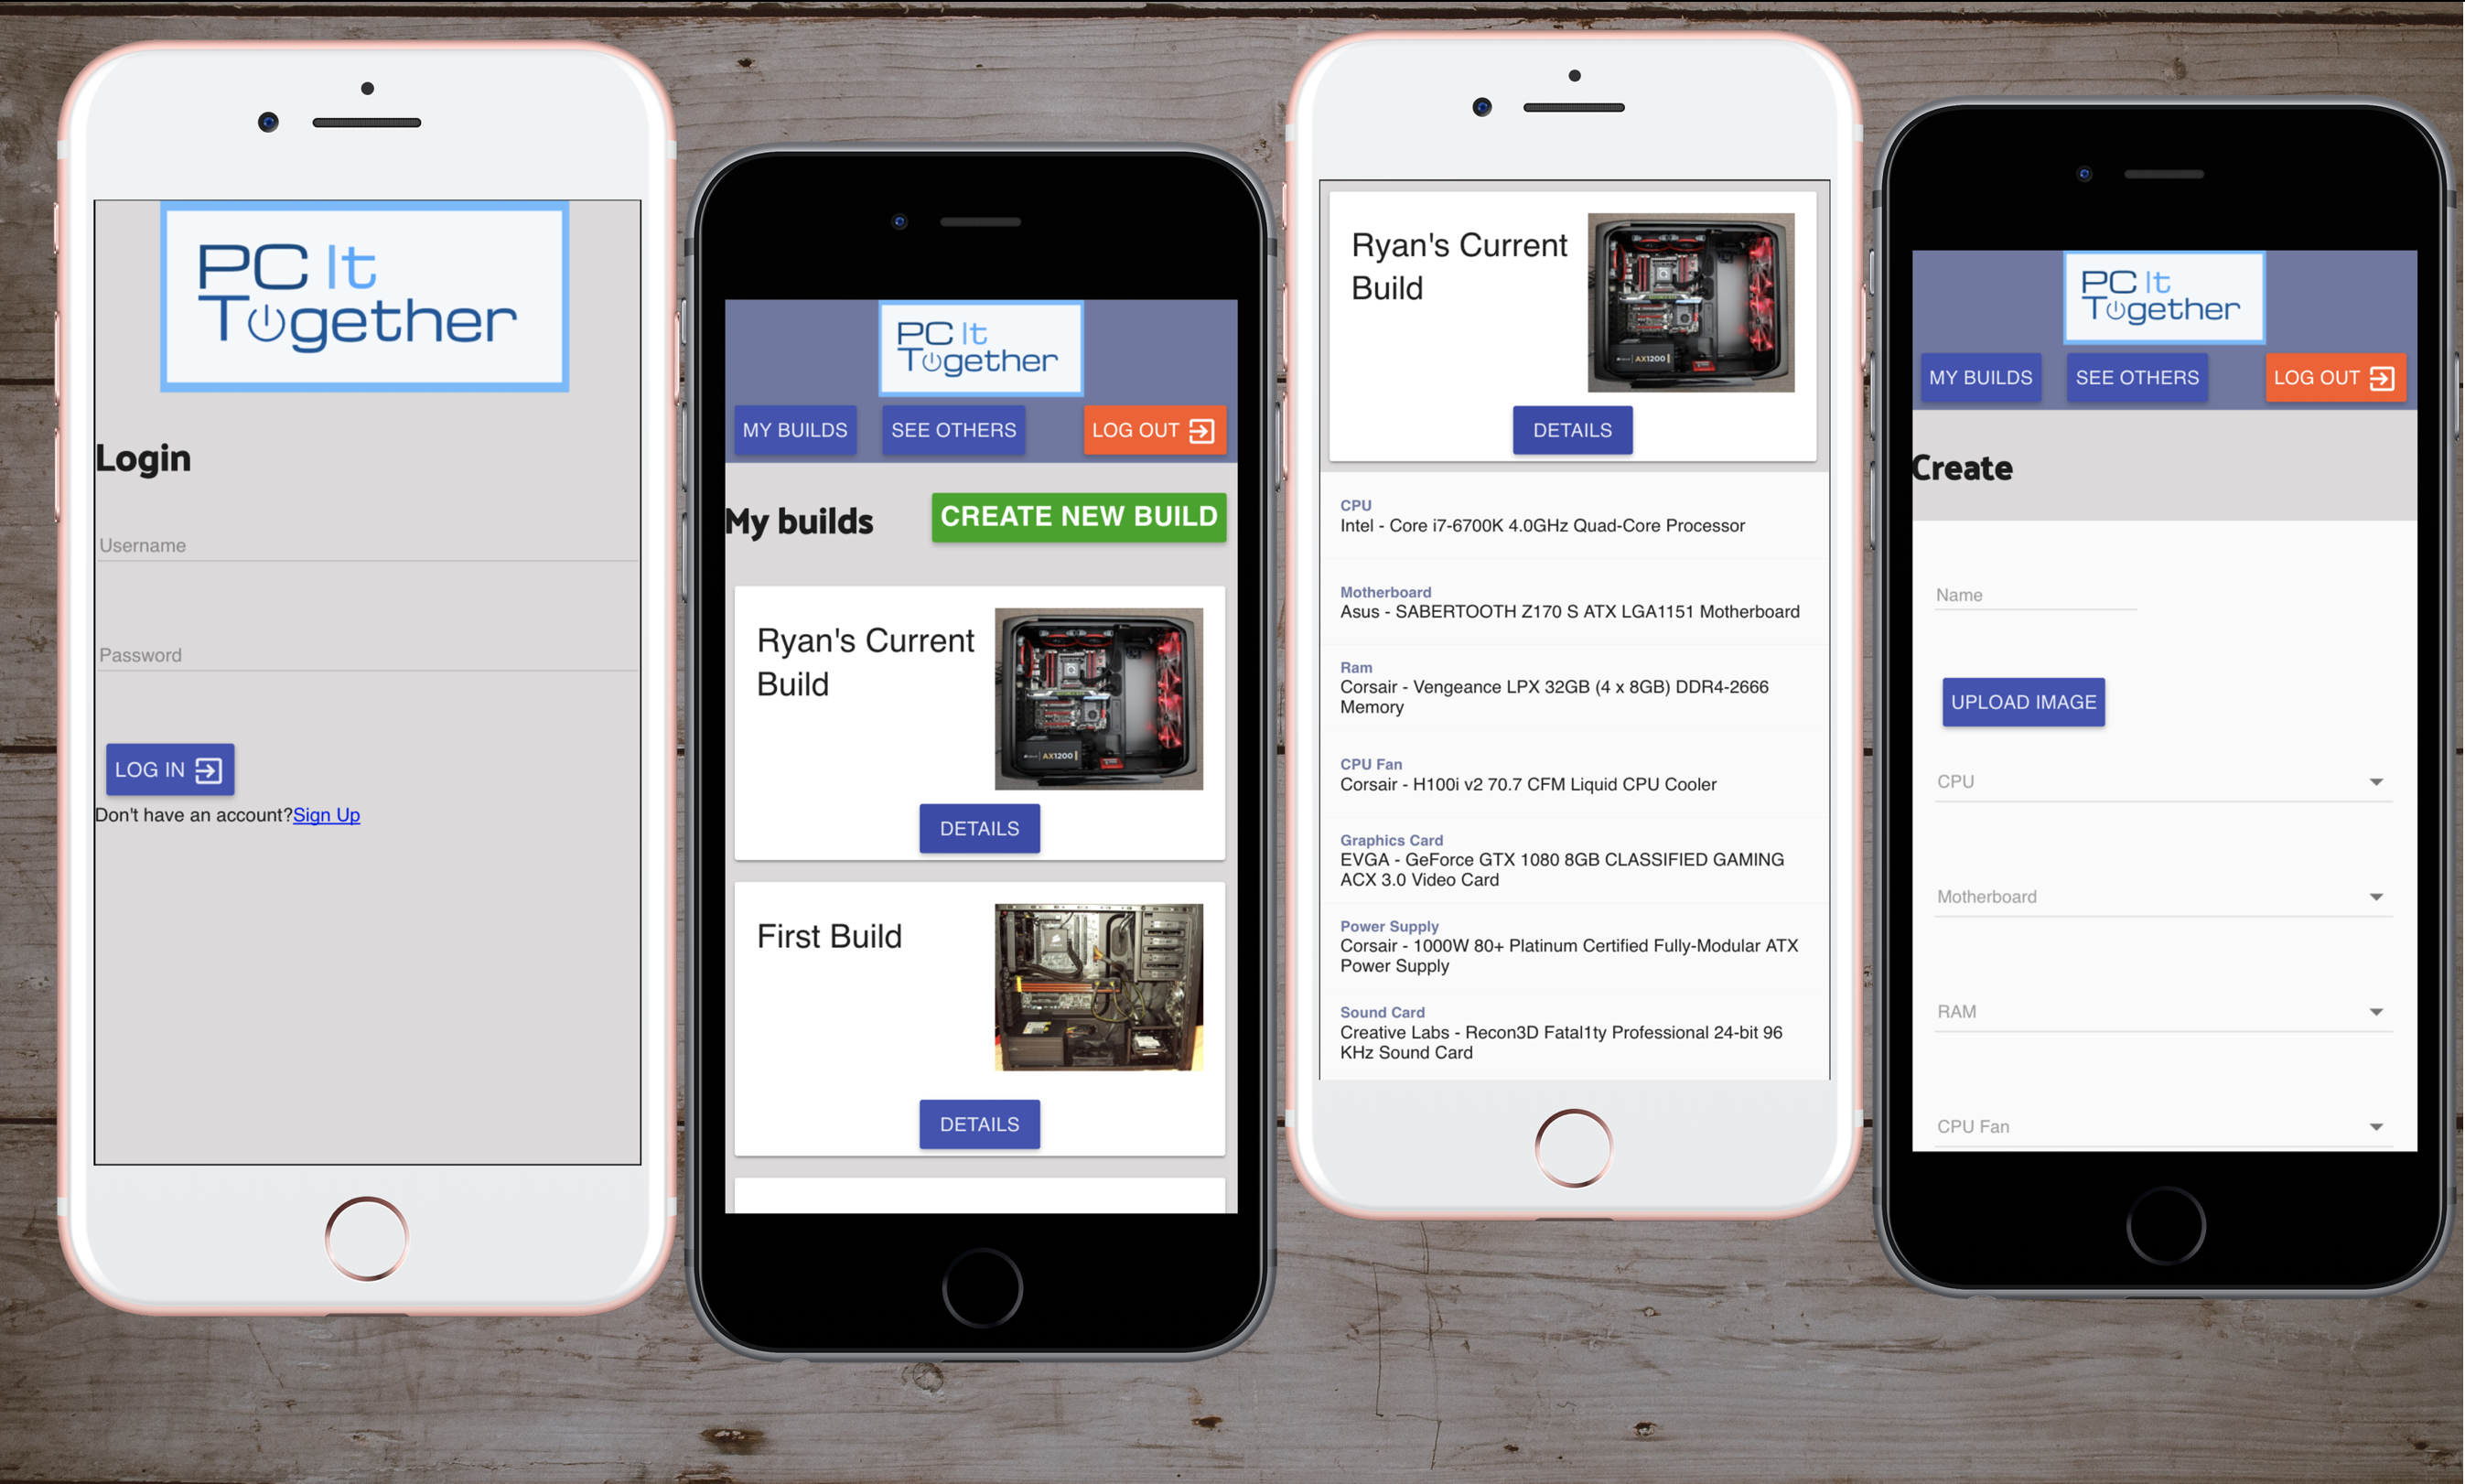 PC It
Together
Login
Username
Password
LOG IN
Don't have an account?Sign Up
PC It
Together
MY BUILDS
SEE OTHERS
LOG OUT
My builds
CREATE NEW BUILD
Ryan's Current
Build
AX1200
DETAILS
First Build
DETAILS
Ryan's Current
Build
AX1200
DETAILS
CPU
Intel - Core i7-6700K 4.0GHz Quad-Core Processor
Motherboard
Asus - SABERTOOTH Z170 S ATX LGA1151 Motherboard
Ram
Corsair - Vengeance LPX 32GB (4 x 8GB) DDR4-2666
Memory
CPU Fan
Corsair - H100i v2 70.7 CFM Liquid CPU Cooler
Graphics Card
EVGA - GeForce GTX 1080 8GB CLASSIFIED GAMING
ACX 3.0 Video Card
Power Supply
Corsair - 1000W 80+ Platinum Certified Fully-Modular ATX
Power Supply
Sound Card
Creative Labs - Recon3D Fatal1ty Professional 24-bit 96
KHz Sound Card
PC It
Together
MY BUILDS
SEE OTHERS
LOG OUT
Create
Name
UPLOAD IMAGE
CPU
Motherboard
RAM
CPU Fan